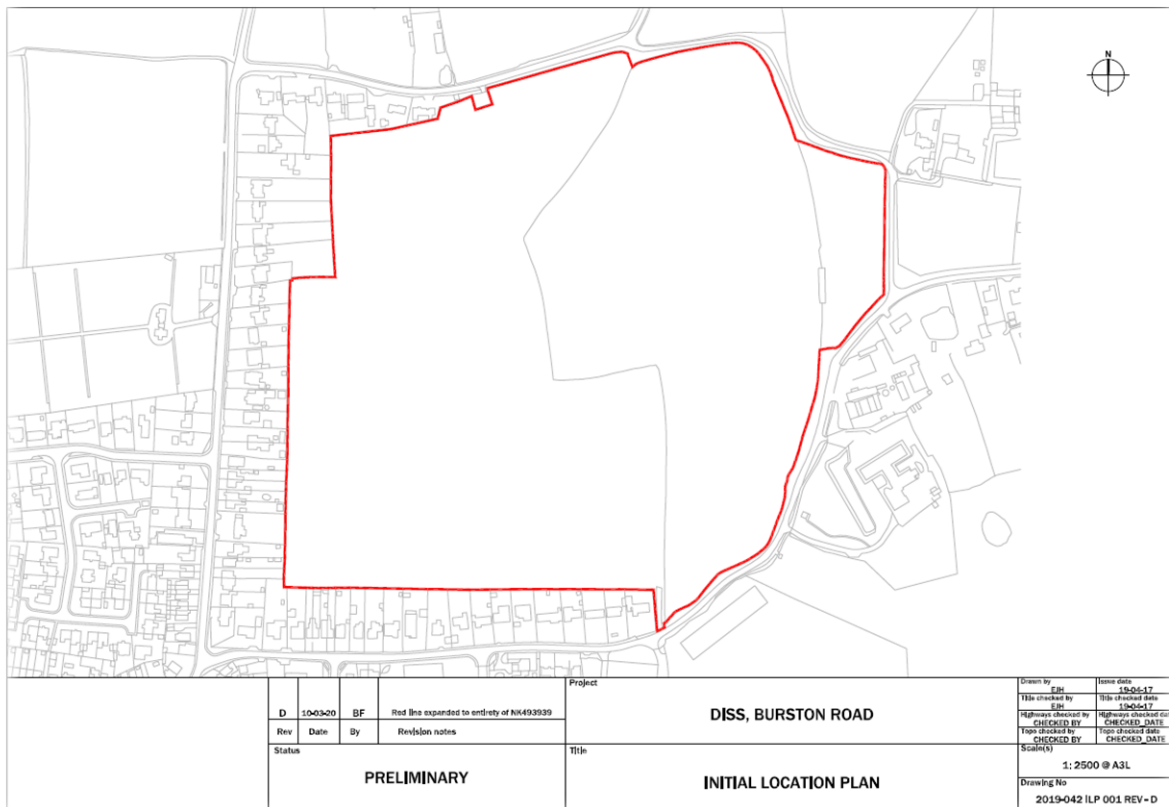 N
Project
DISS, BURSTON ROAD
Drawn by
EJH
Issue date
19-04-17
Title checked by
EJH
Title checked date
19-04-17
Highways checked by
CHECKED BY
Highways checked dat
CHECKED_DATE
Topo checked by
CHECKED BY
Topo checked date
CHECKED_DATE
D 10-03-20 BF Red line expanded to entirety of NK493939
Rev Date By Revision notes
Status
PRELIMINARY
Title
INITIAL LOCATION PLAN
Scale(s)
1: 2500 @ A3L
Drawing No
2019-042 ILP 001 REV - D